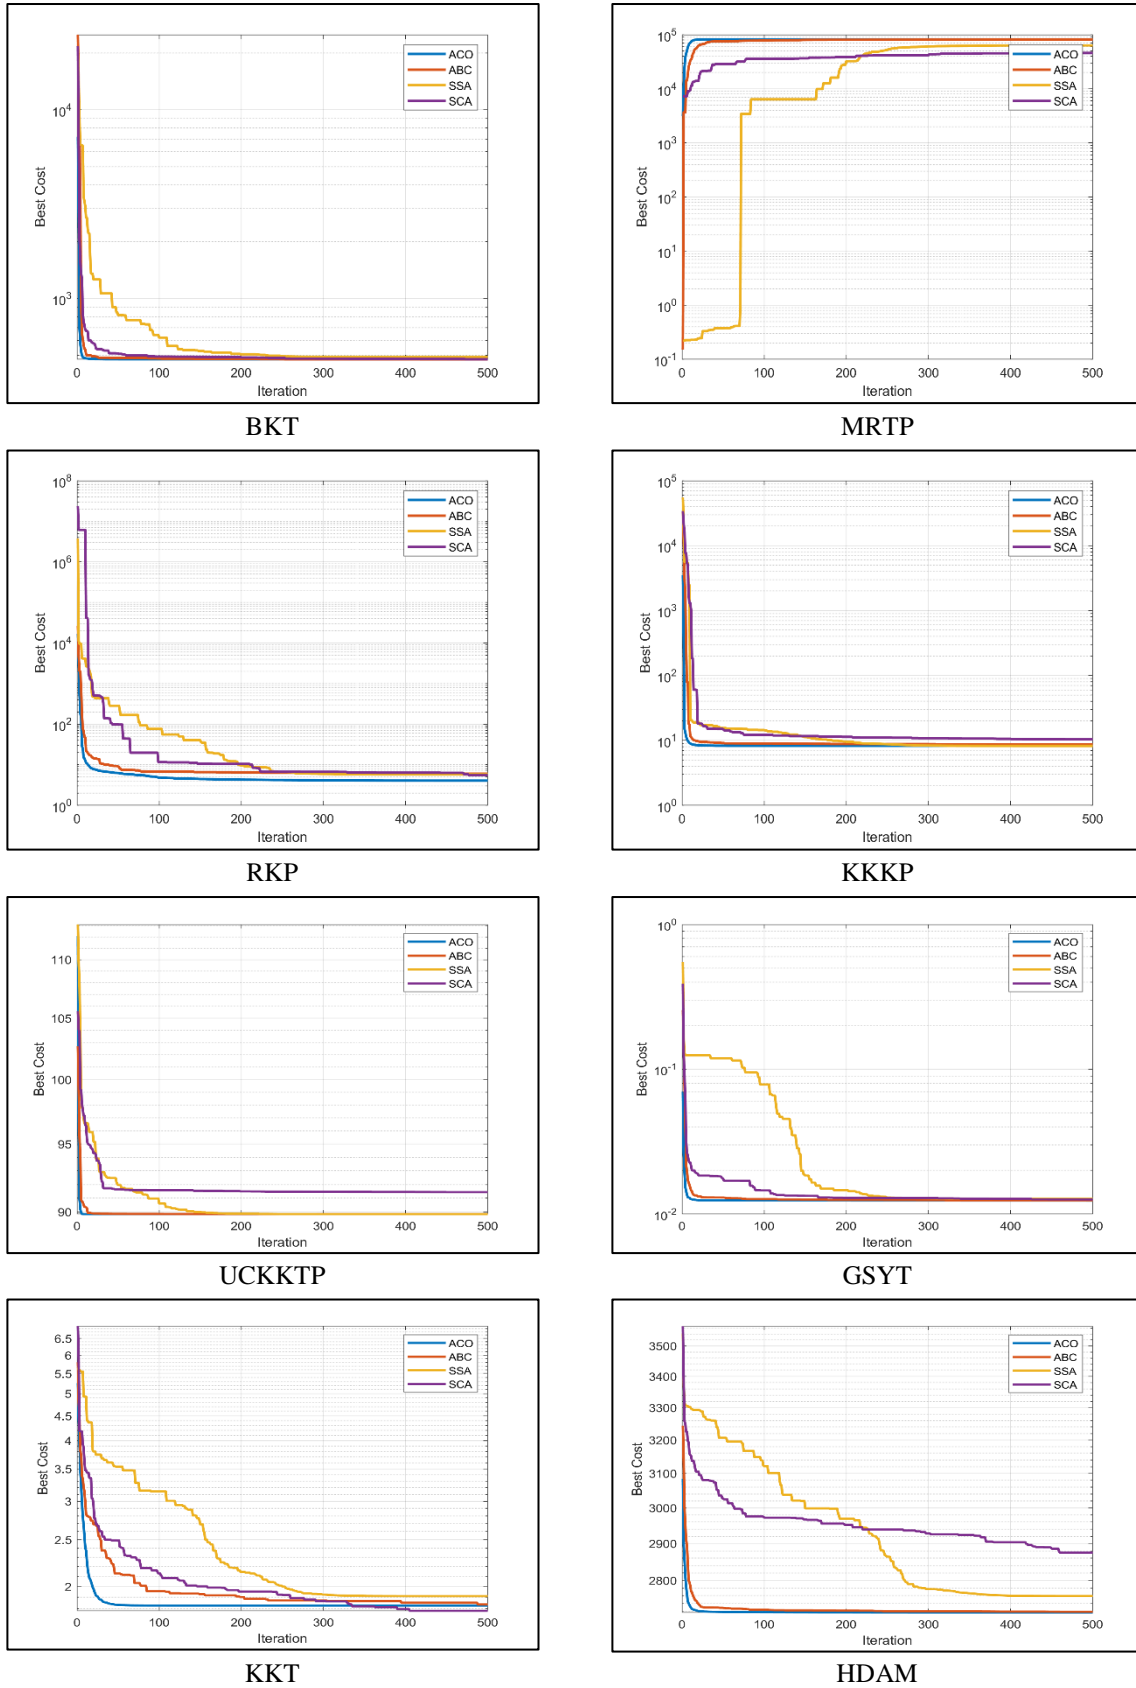 10^4
10^3
Best Cost
0 100 200 300 400 500
Iteration
ACO
ABC
SSA
SCA
BKT
10^5
10^4
10^3
10^2
10^1
10^0
10^-1
Best Cost
0 100 200 300 400 500
Iteration
ACO
ABC
SSA
SCA
MRTP
10^8
10^6
10^4
10^2
10^0
Best Cost
0 100 200 300 400 500
Iteration
ACO
ABC
SSA
SCA
RKP
10^5
10^4
10^3
10^2
10^1
10^0
Best Cost
0 100 200 300 400 500
Iteration
ACO
ABC
SSA
SCA
KKKP
110
105
100
95
90
Best Cost
0 100 200 300 400 500
Iteration
ACO
ABC
SSA
SCA
UCKKTP
10^0
10^-1
10^-2
Best Cost
0 100 200 300 400 500
Iteration
ACO
ABC
SSA
SCA
GSYT
6.5
6
5.5
5
4.5
4
3.5
3
2.5
2
Best Cost
0 100 200 300 400 500
Iteration
ACO
ABC
SSA
SCA
KKT
3500
3400
3300
3200
3100
3000
2900
2800
Best Cost
0 100 200 300 400 500
Iteration
ACO
ABC
SSA
SCA
HDAM